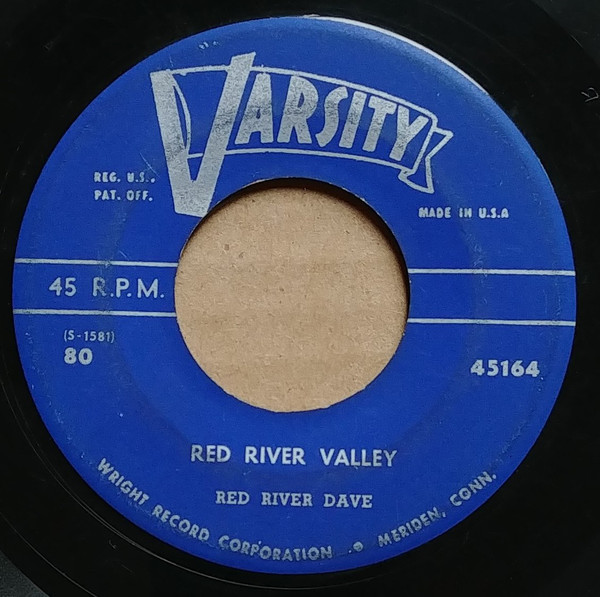 VARSITY
REG. U.S.
PAT. OFF.
MADE IN U.S.A
45 R.P.M.
(S-1581)
80
45164
RED RIVER VALLEY
RED RIVER DAVE
WRIGHT RECORD CORPORATION • MERIDEN, CONN.